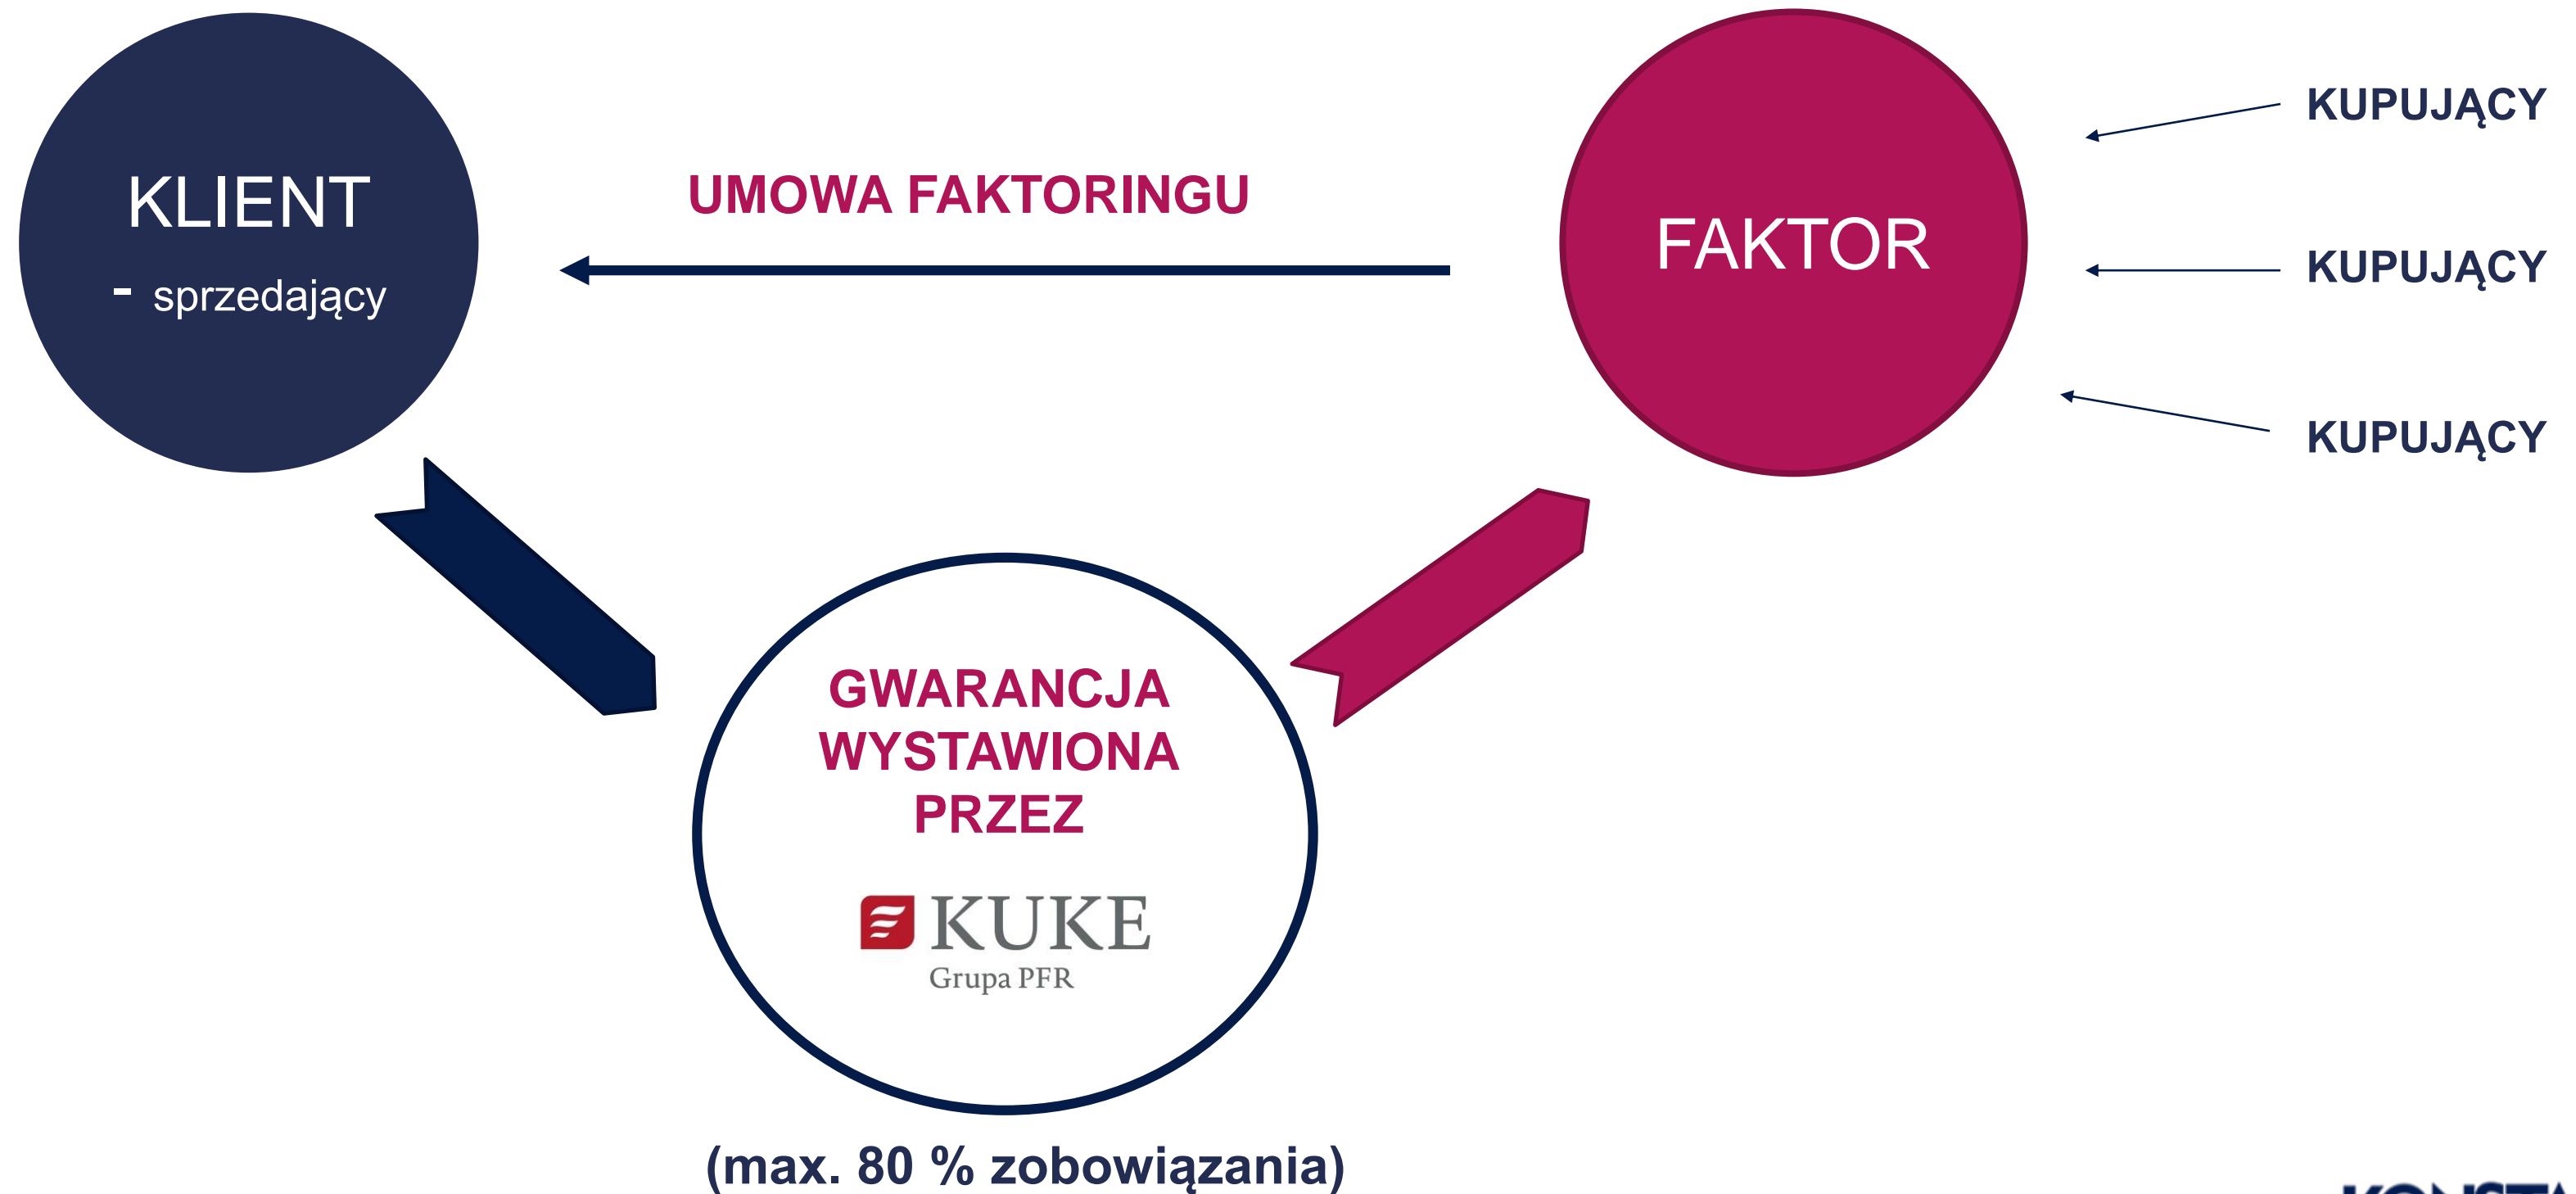 KLIENT
- sprzedający
UMOWA FAKTORINGU
FAKTOR
KUPUJĄCY
KUPUJĄCY
KUPUJĄCY
GWARANCJA
WYSTAWIONA
PRZEZ
KUKE
Grupa PFR
(max. 80 % zobowiązania)